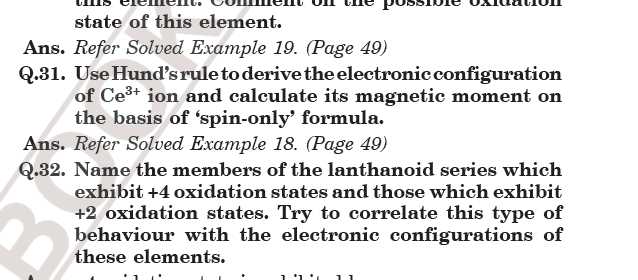 this element. Comment on the possible oxidation
state of this element.
Ans. Refer Solved Example 19. (Page 49)
Q.31. Use Hund's rule to derive the electronic configuration
of Ce³⁺ ion and calculate its magnetic moment on
the basis of 'spin-only' formula.
Ans. Refer Solved Example 18. (Page 49)
Q.32. Name the members of the lanthanoid series which
exhibit +4 oxidation states and those which exhibit
+2 oxidation states. Try to correlate this type of
behaviour with the electronic configurations of
these elements.
BOOK